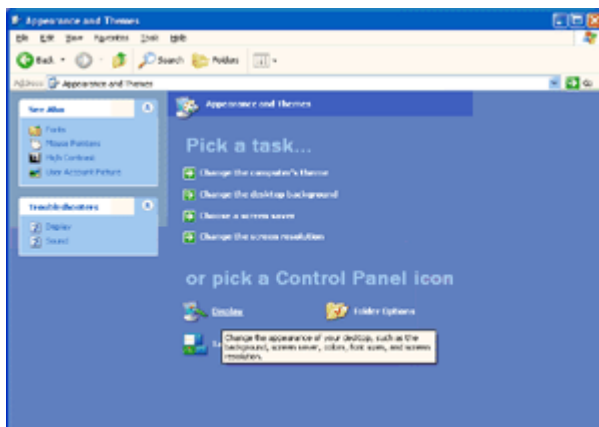 Appearance and Themes
File Edit View Favorites Tools Help
Back Search Folders
Address Appearance and Themes Go
See Also
Fonts
Mouse Pointers
High Contrast
User Account Picture
Troubleshooters
Display
Sound
Appearance and Themes
Pick a task...
Change the computer's theme
Change the desktop background
Choose a screen saver
Change the screen resolution
or pick a Control Panel icon
Display Folder Options
Change the appearance of your desktop, such as the
background, screen saver, colors, font sizes, and screen
resolution.